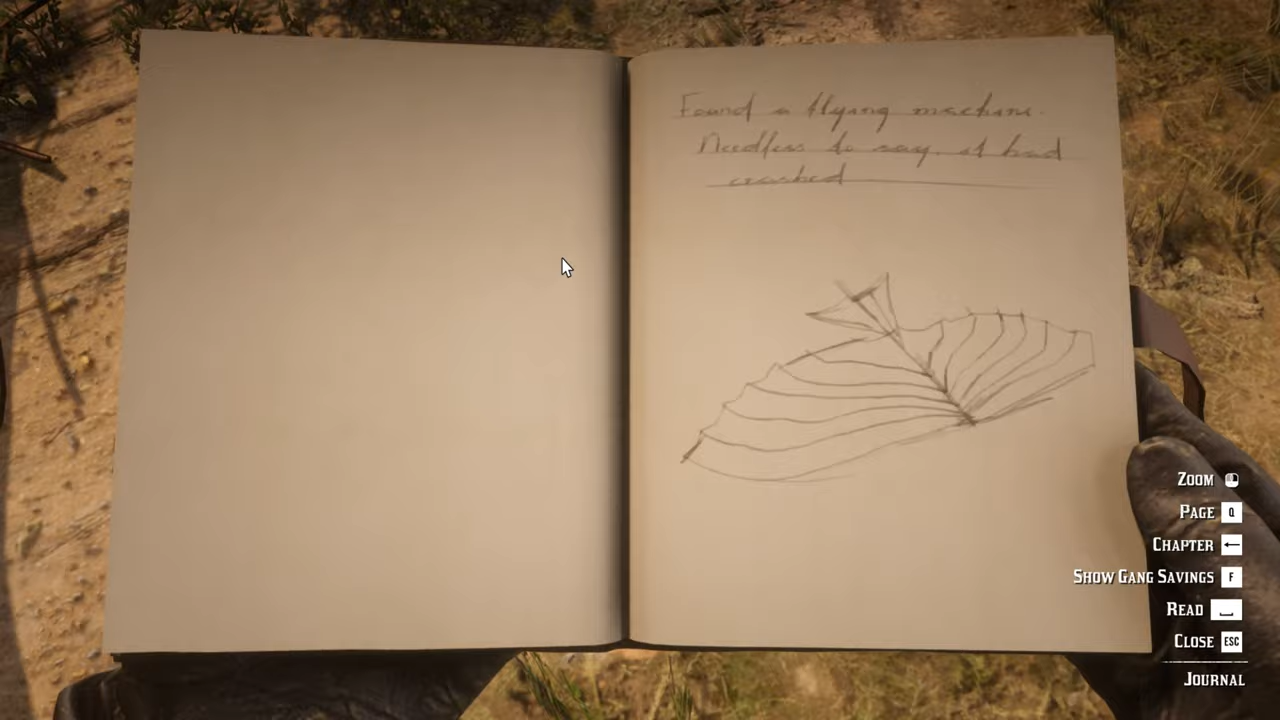 Found a flying machine.
Needless to say, it had
crashed
Zoom
Page Q
Chapter ←
Show Gang Savings F
Read
Close ESC
Journal